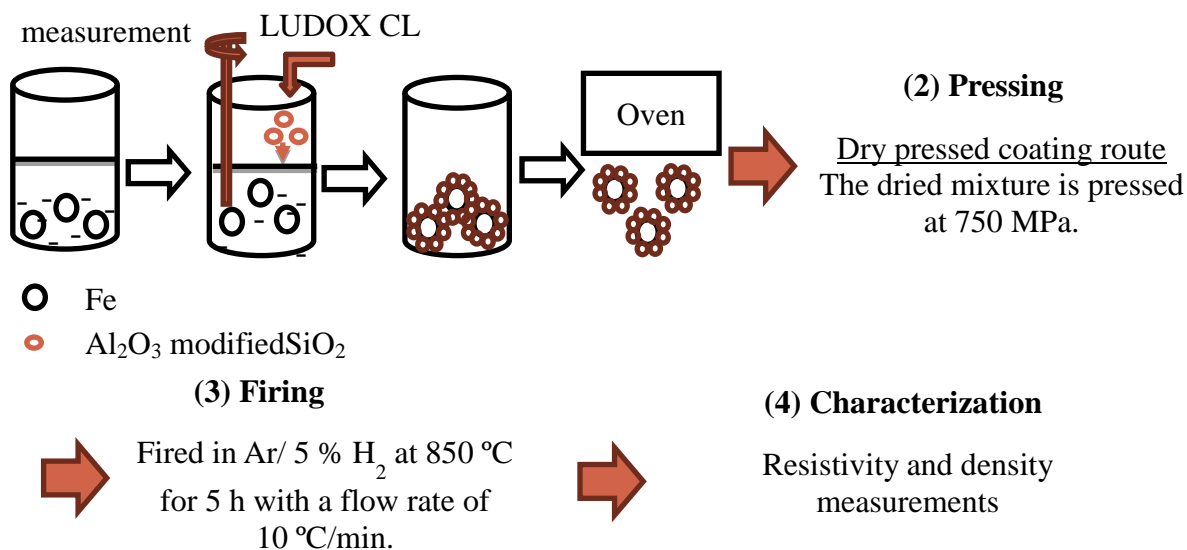 measurement
LUDOX CL
Oven
(2) Pressing
Dry pressed coating route
The dried mixture is pressed
at 750 MPa.
Fe
Al₂O₃ modifiedSiO₂
(3) Firing
Fired in Ar/ 5 % H₂ at 850 ºC
for 5 h with a flow rate of
10 ºC/min.
(4) Characterization
Resistivity and density
measurements